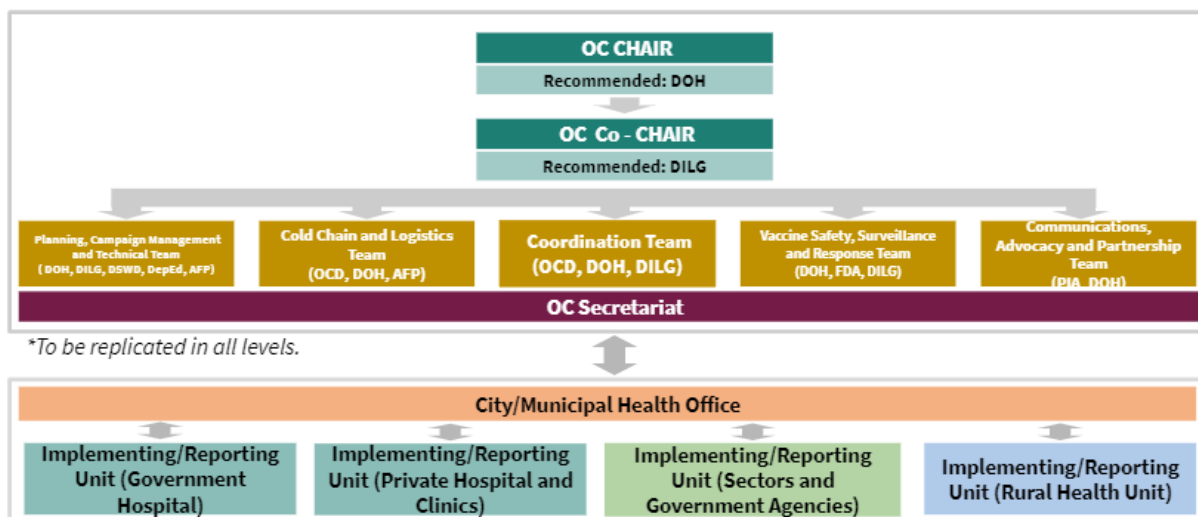 OC CHAIR
Recommended: DOH
OC Co - CHAIR
Recommended: DILG
Planning, Campaign Management
and Technical Team
( DOH, DILG, DSWD, DepEd, AFP)
Cold Chain and Logistics
Team
(OCD, DOH, AFP)
Coordination Team
(OCD, DOH, DILG)
Vaccine Safety, Surveillance
and Response Team
(DOH, FDA, DILG)
Communications,
Advocacy and Partnership
Team
(PIA, DOH)
OC Secretariat
*To be replicated in all levels.
City/Municipal Health Office
Implementing/Reporting
Unit (Government
Hospital)
Implementing/Reporting
Unit (Private Hospital and
Clinics)
Implementing/Reporting
Unit (Sectors and
Government Agencies)
Implementing/Reporting
Unit (Rural Health Unit)